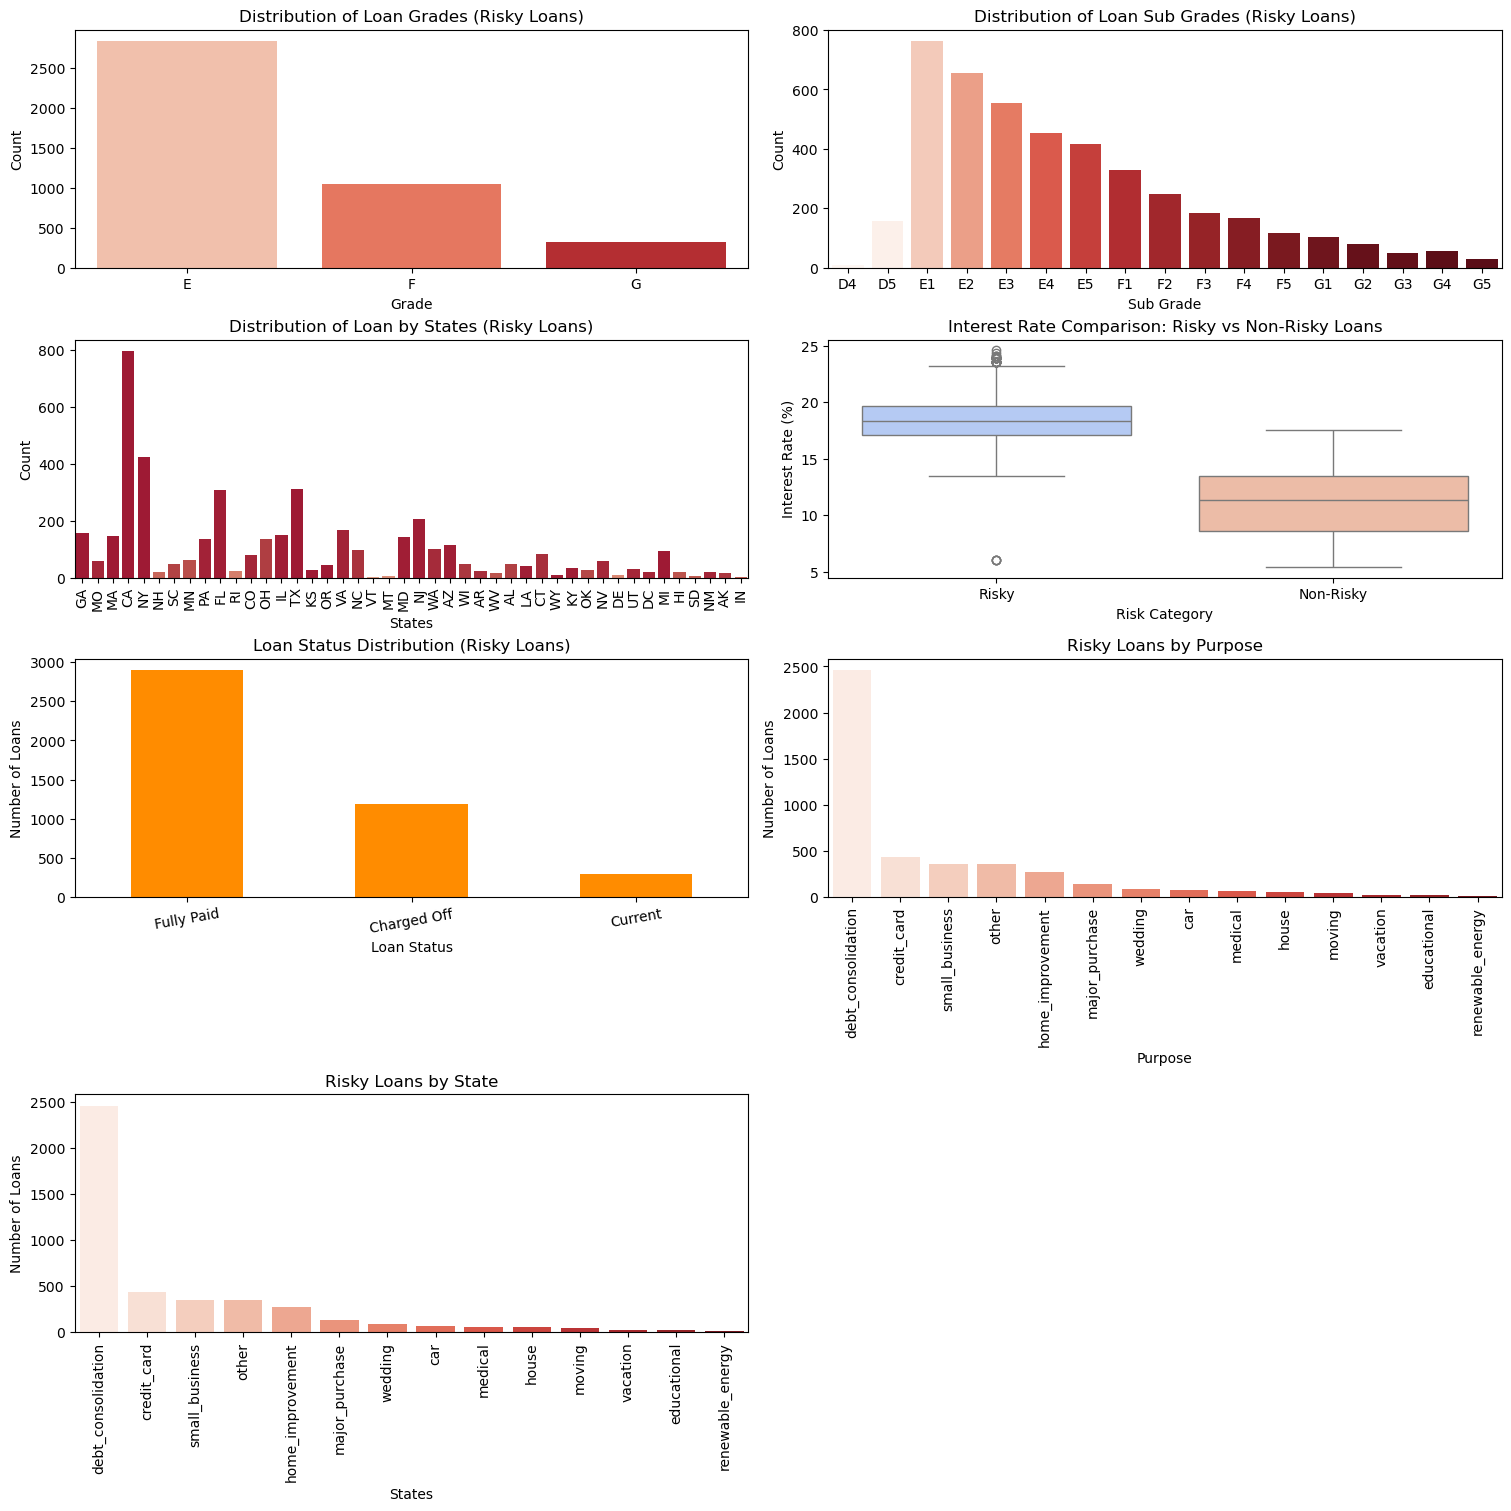 Distribution of Loan Grades (Risky Loans)
2500
2000
1500
1000
500
0
Count
E F G
Grade
Distribution of Loan Sub Grades (Risky Loans)
800
600
400
200
0
Count
D4 D5 E1 E2 E3 E4 E5 F1 F2 F3 F4 F5 G1 G2 G3 G4 G5
Sub Grade
Distribution of Loan by States (Risky Loans)
800
600
400
200
0
Count
GA MO MA CA NY NH SC MN PA FL RI CO OH IL TX KS OR VA NC VT MT MD NJ WA AZ WI AR WV AL LA CT WY KY OK NV DE UT DC MI HI SD NM AK IN
States
Interest Rate Comparison: Risky vs Non-Risky Loans
25
20
15
10
5
Interest Rate (%)
Risky Non-Risky
Risk Category
Loan Status Distribution (Risky Loans)
3000
2500
2000
1500
1000
500
0
Number of Loans
Fully Paid Charged Off Current
Loan Status
Risky Loans by Purpose
2500
2000
1500
1000
500
0
Number of Loans
debt_consolidation credit_card small_business other home_improvement major_purchase wedding car medical house moving vacation educational renewable_energy
Purpose
Risky Loans by State
2500
2000
1500
1000
500
0
Number of Loans
debt_consolidation credit_card small_business other home_improvement major_purchase wedding car medical house moving vacation educational renewable_energy
States